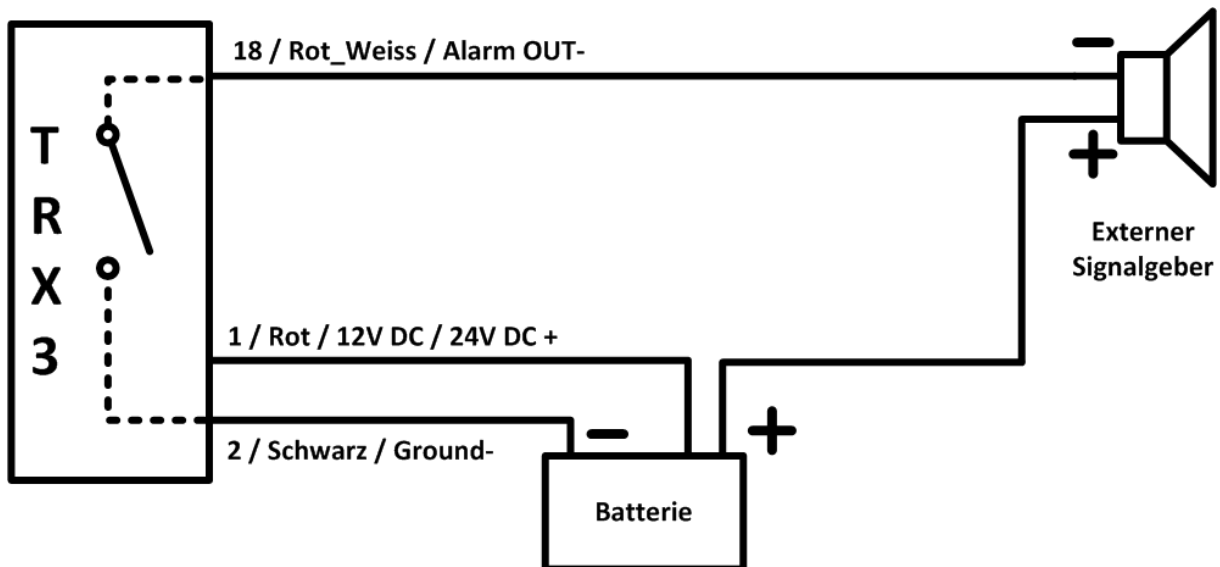 18 / Rot_Weiss / Alarm OUT-
−
+
T
R
X
3
Externer
Signalgeber
1 / Rot / 12V DC / 24V DC +
2 / Schwarz / Ground-
−
+
Batterie